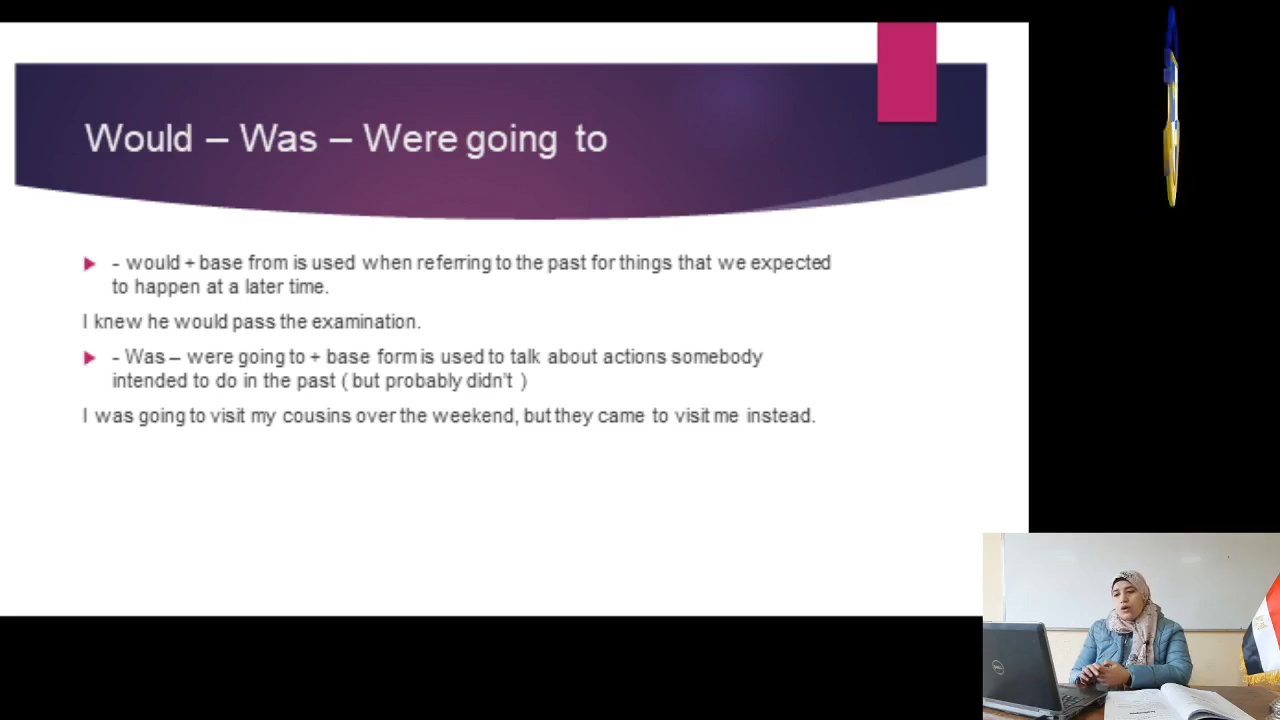 Would – Was – Were going to
- would + base from is used when referring to the past for things that we expected
to happen at a later time.
I knew he would pass the examination.
- Was – were going to + base form is used to talk about actions somebody
intended to do in the past ( but probably didn't )
I was going to visit my cousins over the weekend, but they came to visit me instead.